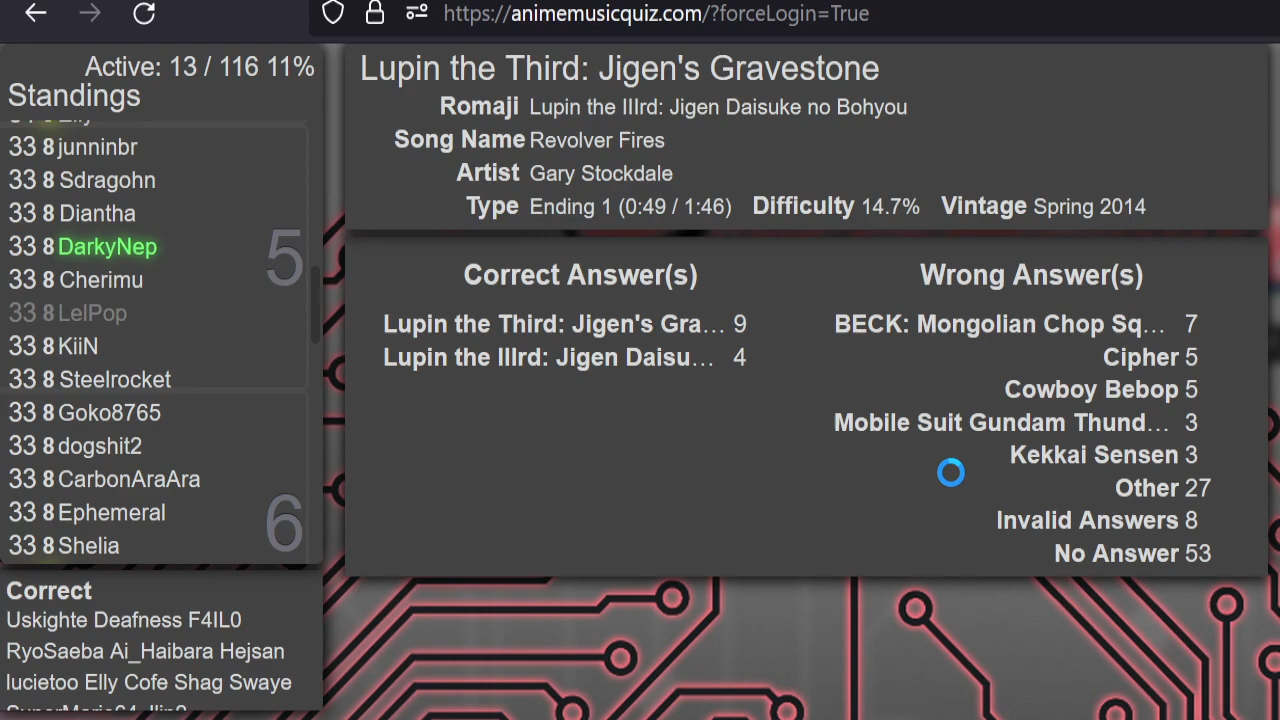 https://animemusicquiz.com/?forceLogin=True
Active: 13 / 116 11%
Standings
33 8 junninbr
33 8 Sdragohn
33 8 Diantha
33 8 DarkyNep
33 8 Cherimu
33 8 LelPop
33 8 KiiN
33 8 Steelrocket
5
33 8 Goko8765
33 8 dogshit2
33 8 CarbonAraAra
33 8 Ephemeral
33 8 Shelia
6
Correct
Uskighte Deafness F4IL0
RyoSaeba Ai_Haibara Hejsan
lucietoo Elly Cofe Shag Swaye
Lupin the Third: Jigen's Gravestone
Romaji Lupin the IIIrd: Jigen Daisuke no Bohyou
Song Name Revolver Fires
Artist Gary Stockdale
Type Ending 1 (0:49 / 1:46) Difficulty 14.7% Vintage Spring 2014
Correct Answer(s)
Lupin the Third: Jigen's Gra... 9
Lupin the IIIrd: Jigen Daisu... 4
Wrong Answer(s)
BECK: Mongolian Chop Sq... 7
Cipher 5
Cowboy Bebop 5
Mobile Suit Gundam Thund... 3
Kekkai Sensen 3
Other 27
Invalid Answers 8
No Answer 53